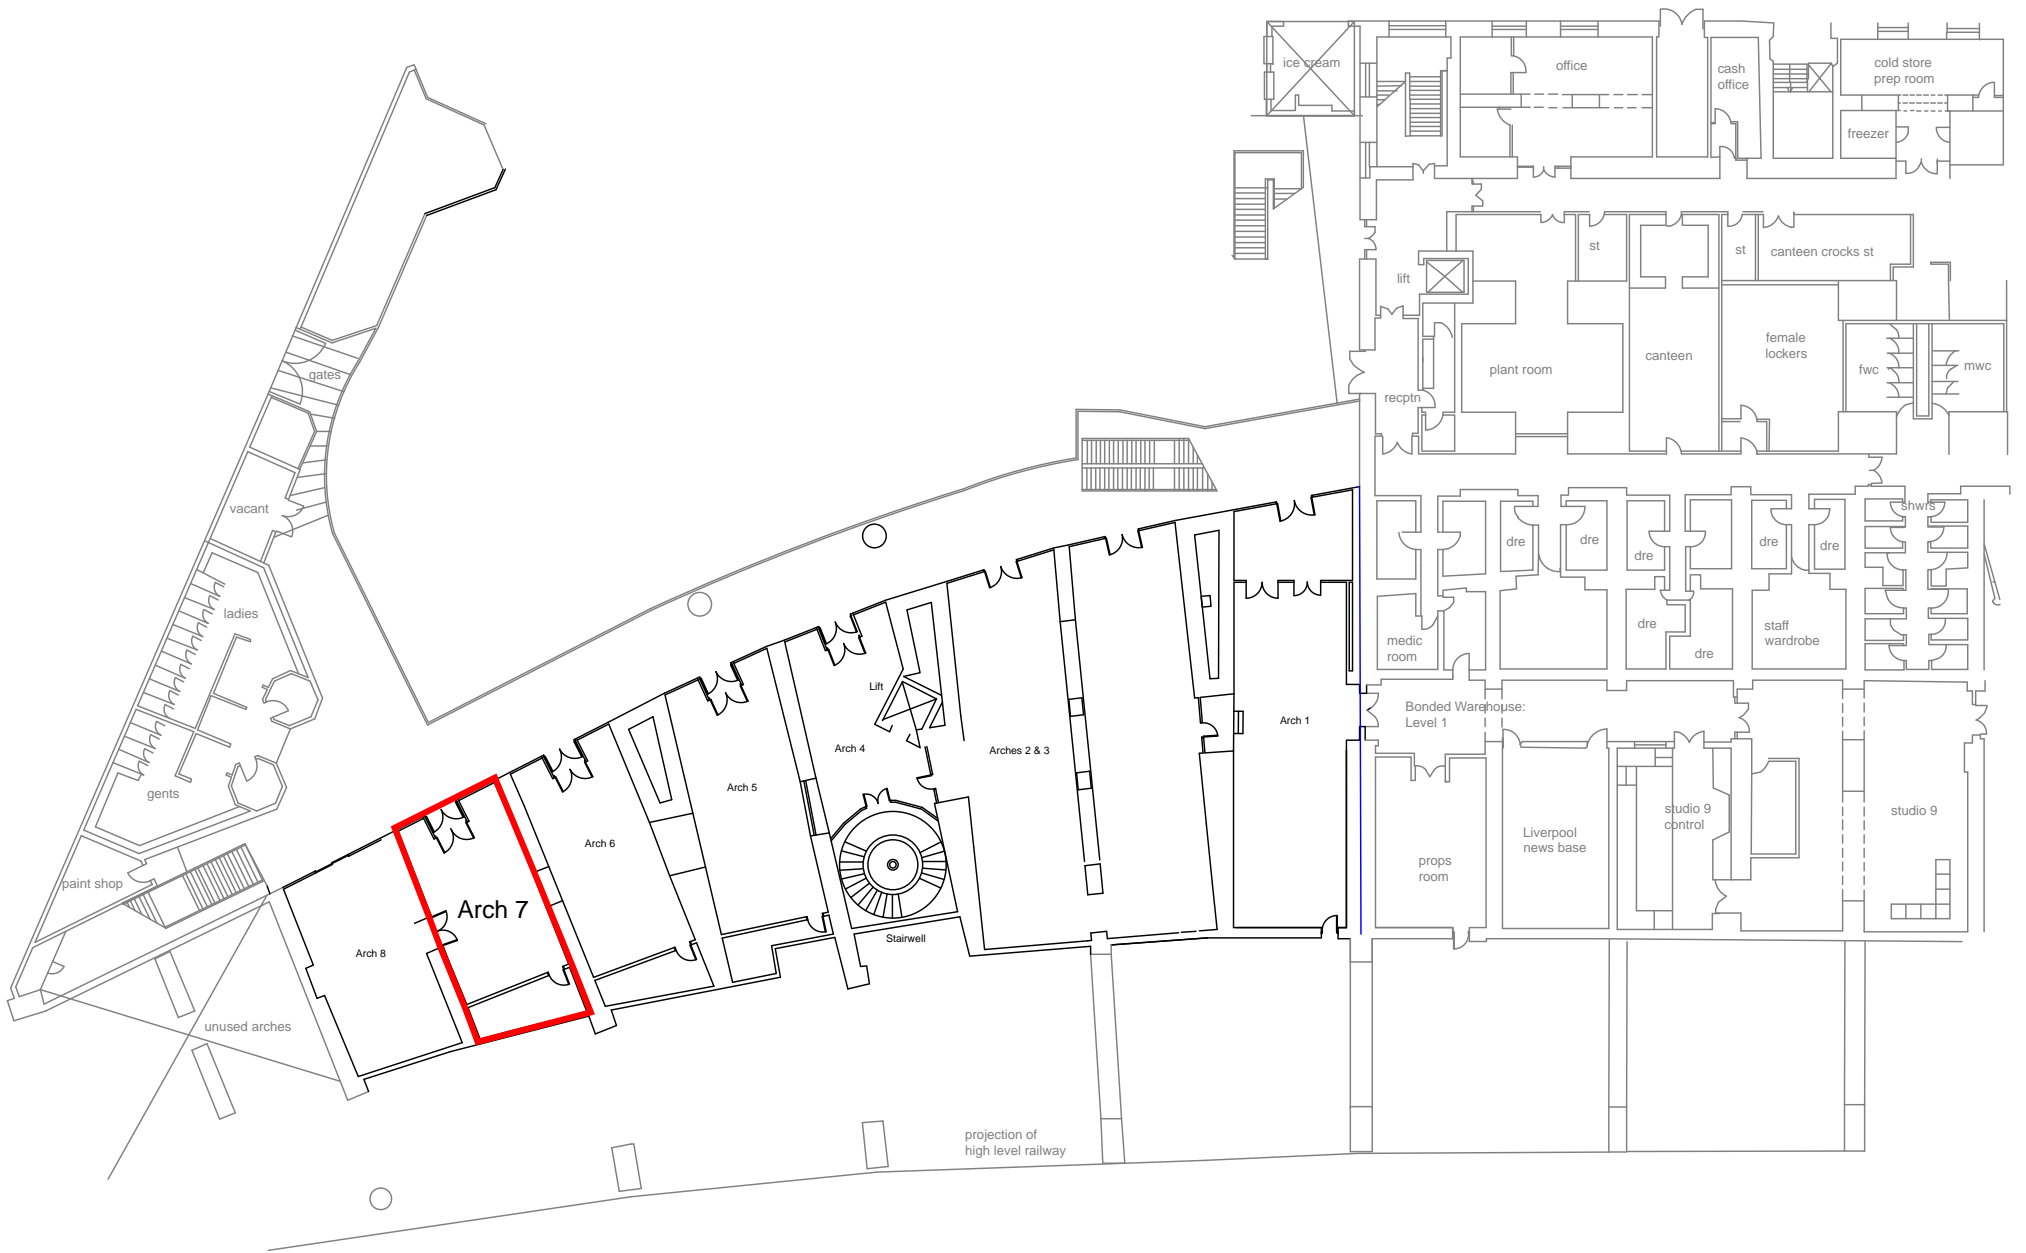 ice cream
office
cash
office
cold store
prep room
freezer
st
st
canteen crocks st
lift
gates
plant room
canteen
female
lockers
fwc
mwc
recptn
vacant
shwrs
dre
dre
dre
dre
dre
ladies
dre
staff
wardrobe
medic
room
dre
Lift
Bonded Warehouse:
Level 1
Arch 1
Arch 4
Arches 2 & 3
Arch 5
gents
studio 9
control
studio 9
Liverpool
news base
Arch 6
props
room
paint shop
Arch 7
Stairwell
Arch 8
unused arches
projection of
high level railway